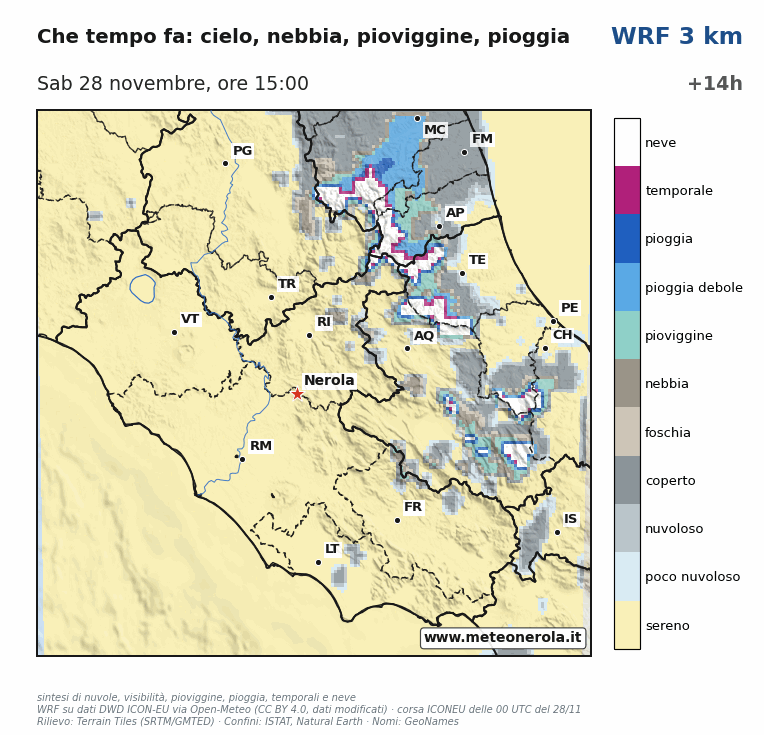 Che tempo fa: cielo, nebbia, pioviggine, pioggia
WRF 3 km
Sab 28 novembre, ore 15:00
+14h
MC
FM
PG
AP
TE
TR
PE
VT
RI
AQ
CH
Nerola
RM
FR
IS
LT
www.meteonerola.it
neve
temporale
pioggia
pioggia debole
pioviggine
nebbia
foschia
coperto
nuvoloso
poco nuvoloso
sereno
sintesi di nuvole, visibilità, pioviggine, pioggia, temporali e neve
WRF su dati DWD ICON-EU via Open-Meteo (CC BY 4.0, dati modificati) · corsa ICONEU delle 00 UTC del 28/11
Rilievo: Terrain Tiles (SRTM/GMTED) · Confini: ISTAT, Natural Earth · Nomi: GeoNames